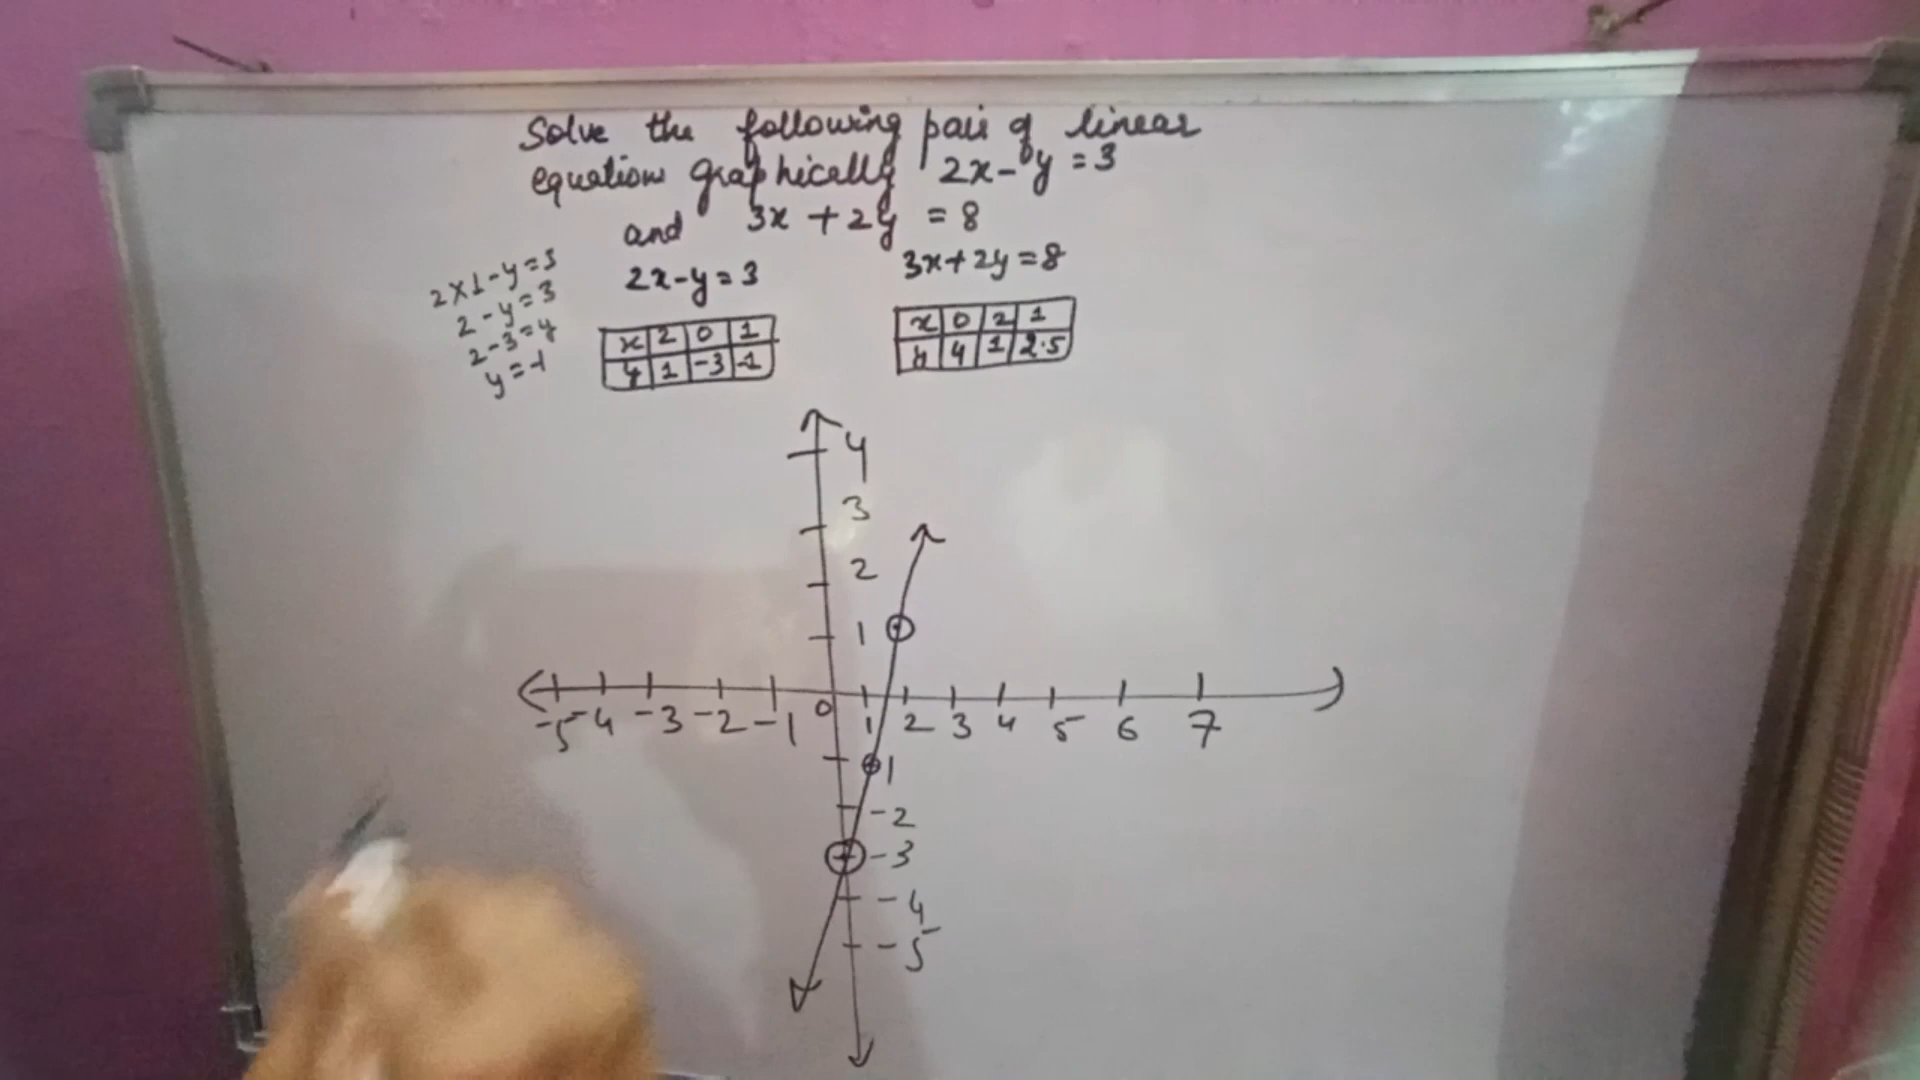 Solve the following pair of linear
equations graphically 2x-y=3
and 3x+2y=8
2x1-y=3
2-y=3
2-3=y
y=-1
2x-y=3
x 2 0 1
y 1 -3 -1
3x+2y=8
x 0 2 1
y 4 1 2.5
4
3
2
1
-5 -4 -3 -2 -1 0 1 2 3 4 5 6 7
1
-2
-3
-4
-5